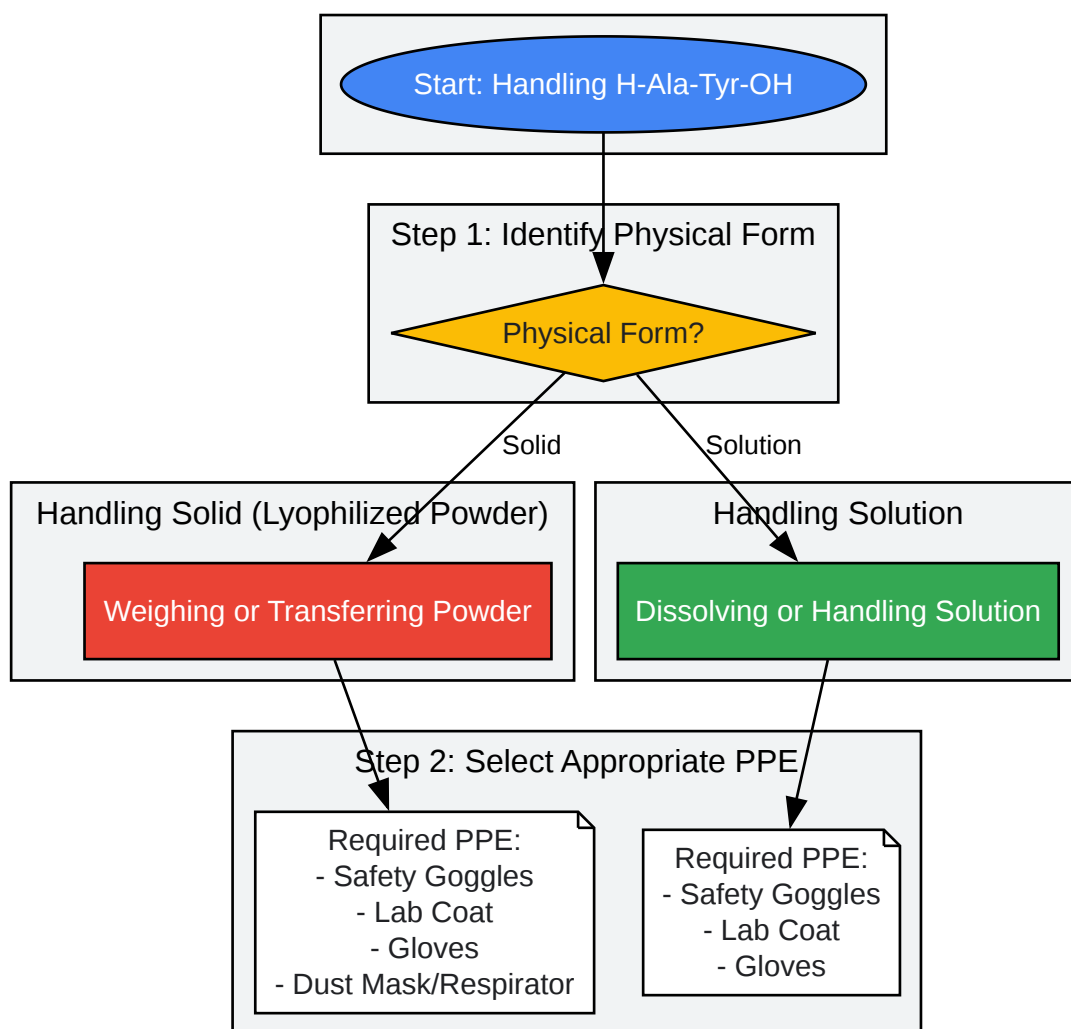 Start: Handling H-Ala-Tyr-OH
Step 1: Identify Physical Form
Physical Form?
Solid
Solution
Handling Solid (Lyophilized Powder)
Handling Solution
Weighing or Transferring Powder
Dissolving or Handling Solution
Step 2: Select Appropriate PPE
Required PPE:
- Safety Goggles
- Lab Coat
- Gloves
- Dust Mask/Respirator
Required PPE:
- Safety Goggles
- Lab Coat
- Gloves